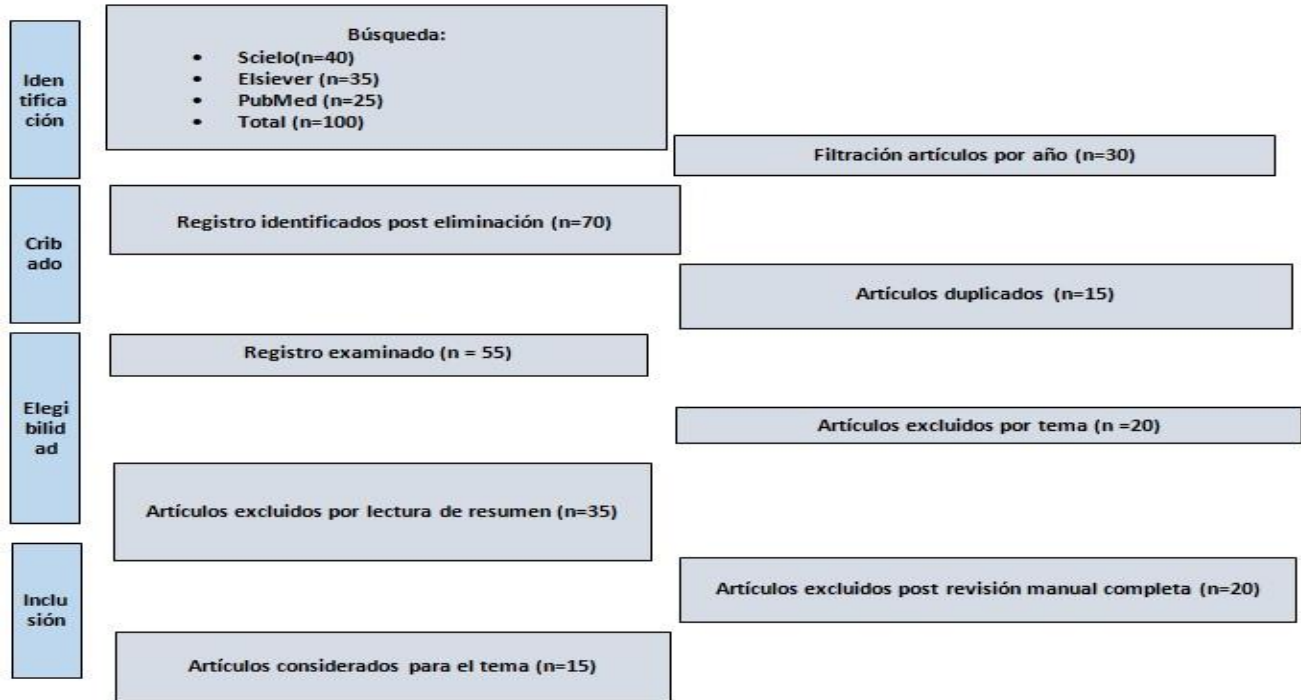 Iden
tifica
ción
Búsqueda:
• Scielo(n=40)
• Elsiever (n=35)
• PubMed (n=25)
• Total (n=100)
Filtración artículos por año (n=30)
Crib
ado
Registro identificados post eliminación (n=70)
Artículos duplicados (n=15)
Elegi
bilid
ad
Registro examinado (n = 55)
Artículos excluidos por tema (n =20)
Artículos excluidos por lectura de resumen (n=35)
Inclu
sión
Artículos excluidos post revisión manual completa (n=20)
Artículos considerados para el tema (n=15)